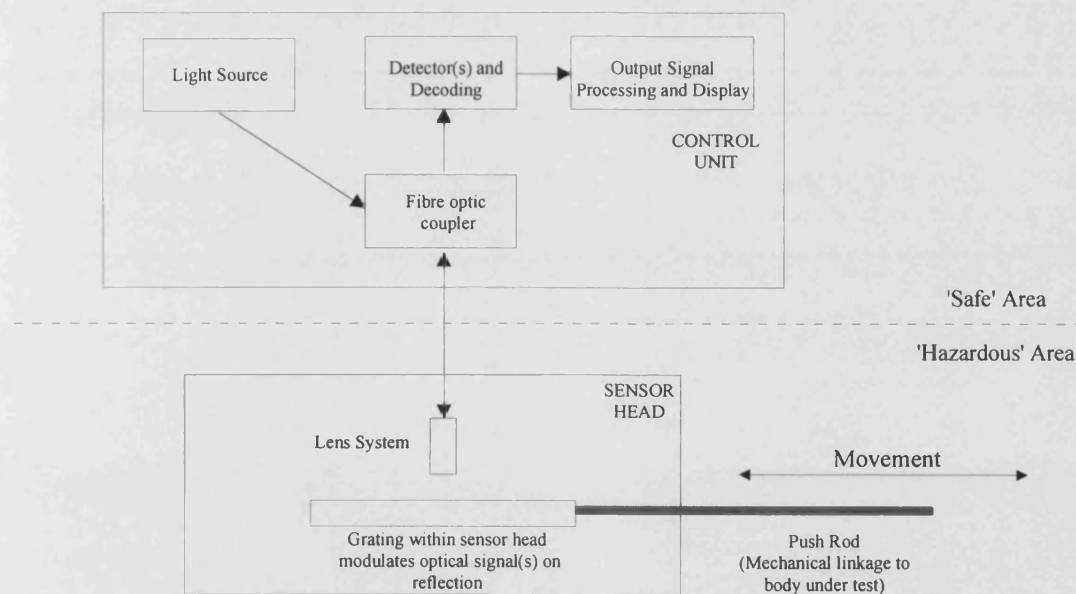 Light Source
Detector(s) and
Decoding
Output Signal
Processing and Display
CONTROL
UNIT
Fibre optic
coupler
'Safe' Area
'Hazardous' Area
SENSOR
HEAD
Lens System
Movement
Grating within sensor head
modulates optical signal(s) on
reflection
Push Rod
(Mechanical linkage to
body under test)